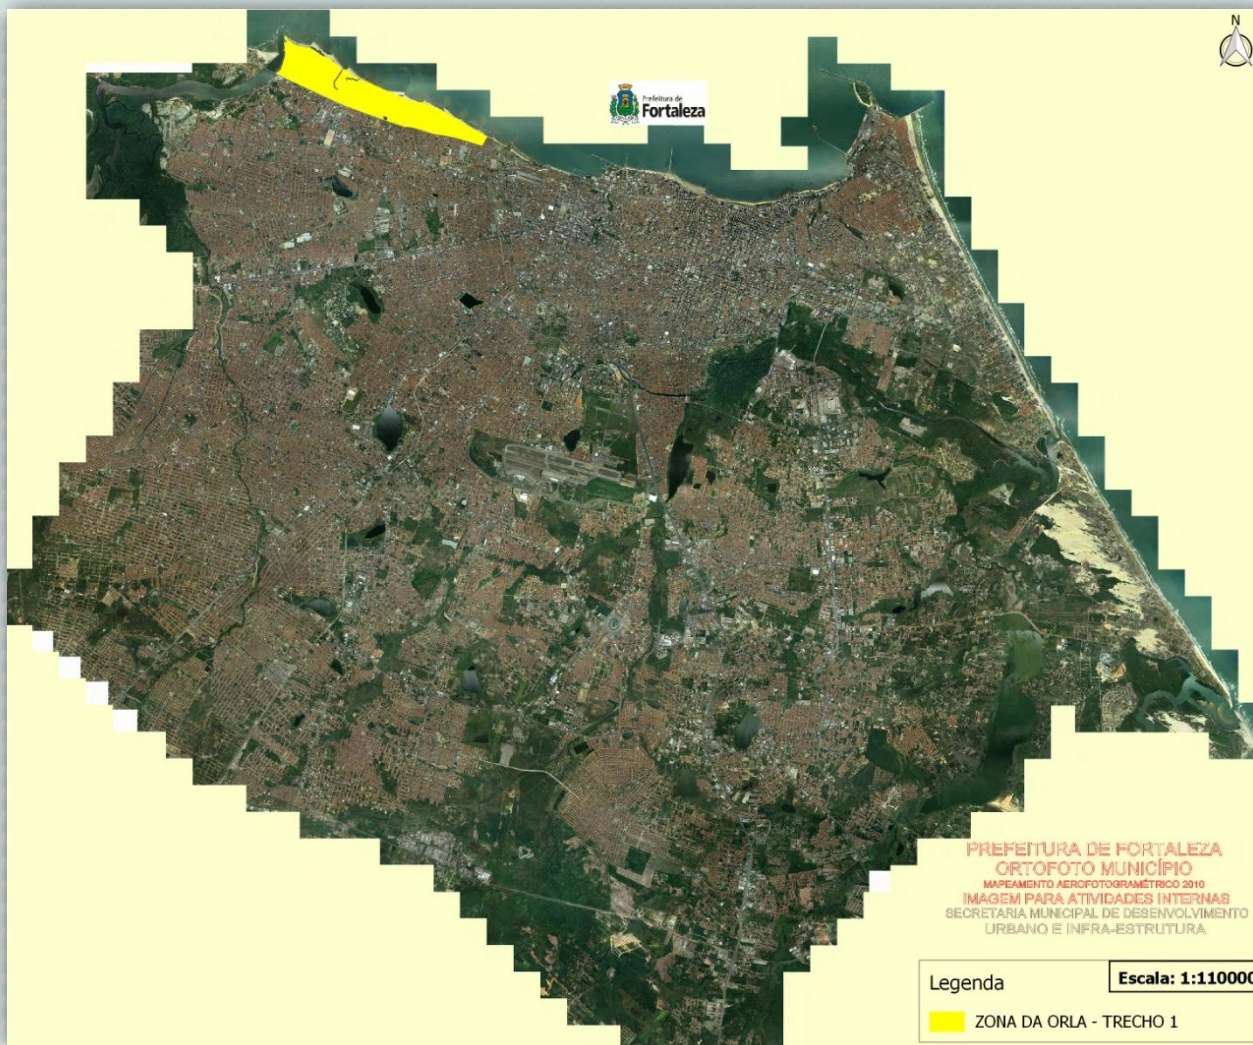 N
Prefeitura de
Fortaleza
PREFEITURA DE FORTALEZA
ORTOFOTO MUNICÍPIO
MAPEAMENTO AEROFOTOGRAMÉTRICO 2010
IMAGEM PARA ATIVIDADES INTERNAS
SECRETARIA MUNICIPAL DE DESENVOLVIMENTO
URBANO E INFRA-ESTRUTURA
Legenda
Escala: 1:110000
ZONA DA ORLA - TRECHO 1